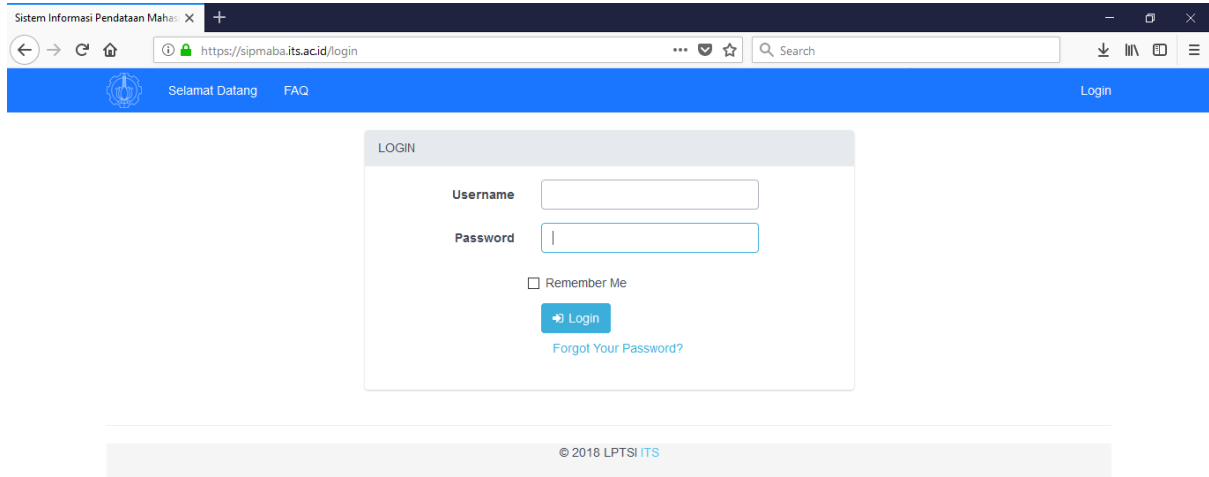 Sistem Informasi Pendataan Mahas
https://sipmaba.its.ac.id/login
Search
Selamat Datang FAQ Login
LOGIN
Username
Password
Remember Me
Login
Forgot Your Password?
© 2018 LPTSI ITS